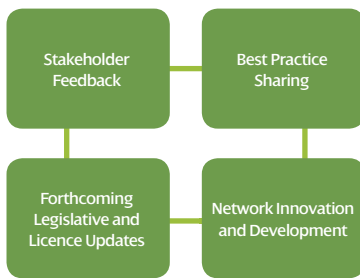 Stakeholder
Feedback
Best Practice
Sharing
Forthcoming
Legislative and
Licence Updates
Network Innovation
and Development